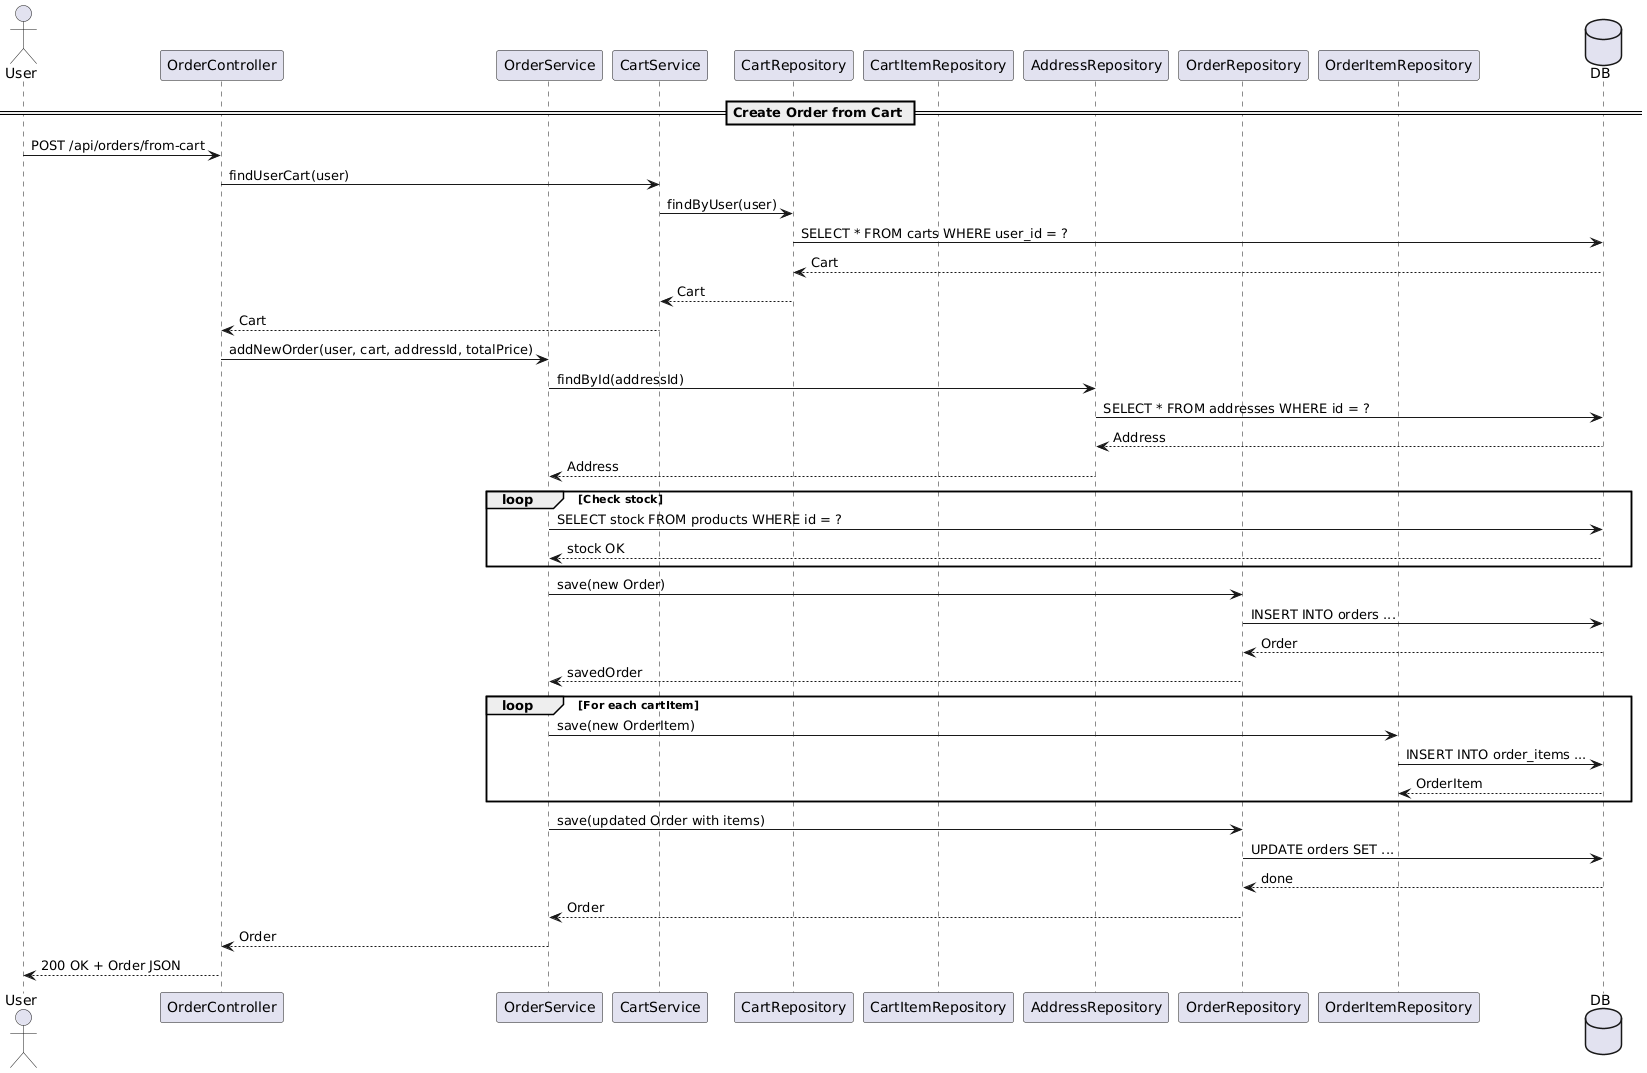 User
OrderController
OrderService
CartService
CartRepository
CartItemRepository
AddressRepository
OrderRepository
OrderItemRepository
DB
Create Order from Cart
POST /api/orders/from-cart
findUserCart(user)
findByUser(user)
SELECT * FROM carts WHERE user_id = ?
Cart
Cart
Cart
addNewOrder(user, cart, addressId, totalPrice)
findById(addressId)
SELECT * FROM addresses WHERE id = ?
Address
Address
loop [Check stock]
SELECT stock FROM products WHERE id = ?
stock OK
save(new Order)
INSERT INTO orders ...
Order
savedOrder
loop [For each cartItem]
save(new OrderItem)
INSERT INTO order_items ...
OrderItem
save(updated Order with items)
UPDATE orders SET ...
done
Order
Order
200 OK + Order JSON
User
OrderController
OrderService
CartService
CartRepository
CartItemRepository
AddressRepository
OrderRepository
OrderItemRepository
DB